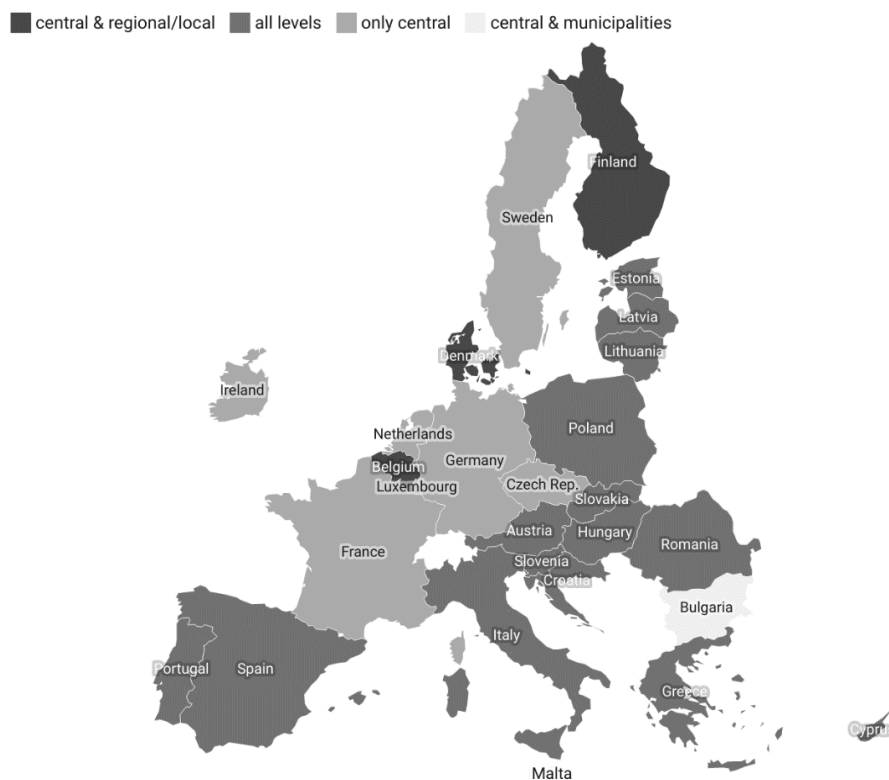 central & regional/local all levels only central central & municipalities
Finland
Sweden
Estonia
Latvia
Denmark
Lithuania
Ireland
Poland
Netherlands
Germany
Belgium
Czech Rep.
Luxembourg
Slovakia
Austria
Hungary
Romania
France
Slovenia
Croatia
Bulgaria
Italy
Portugal
Spain
Greece
Cypru
Malta